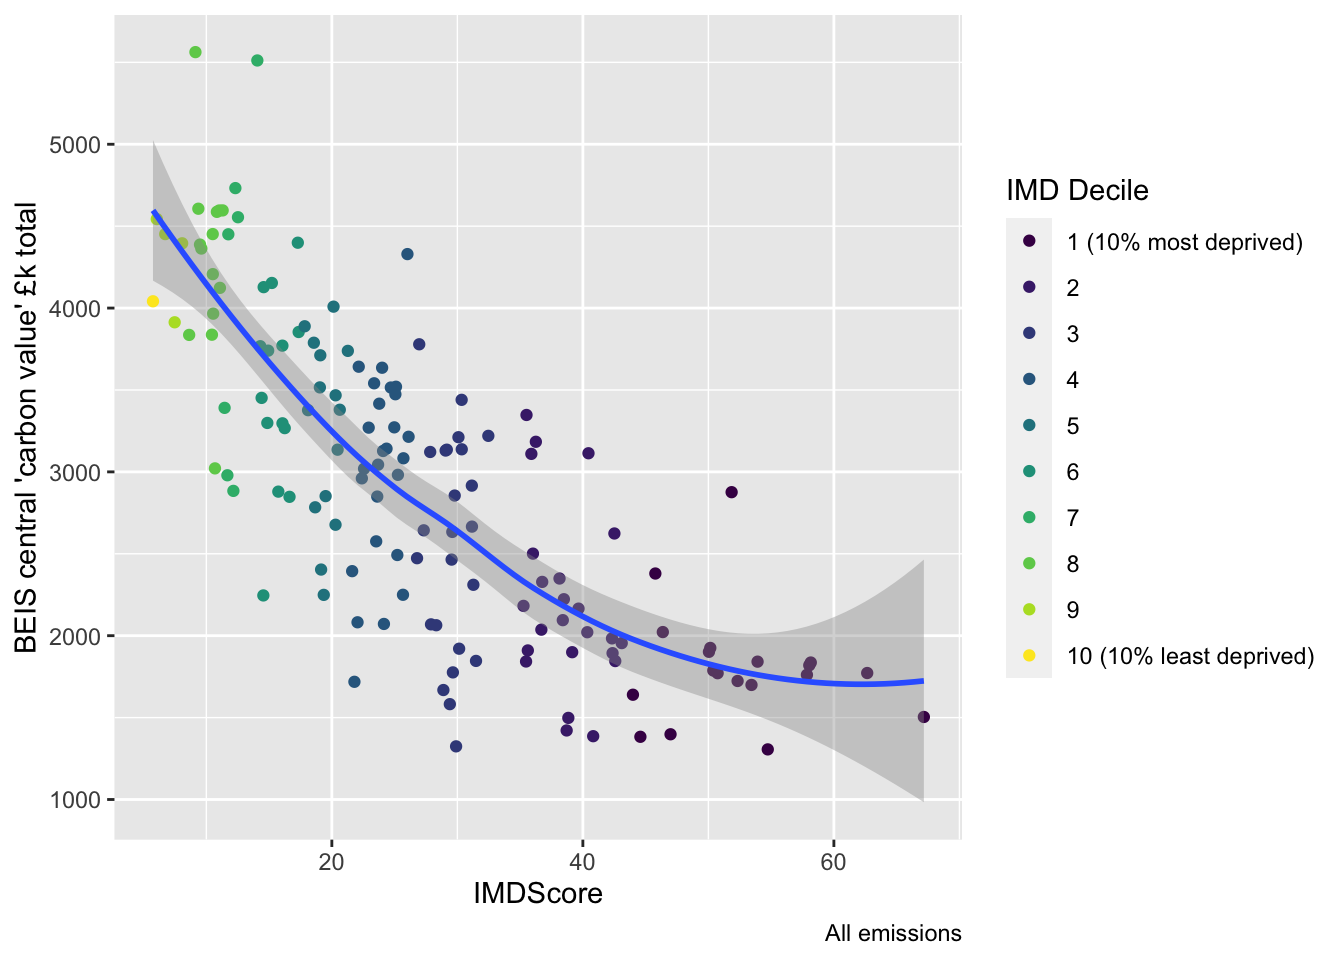 BEIS central 'carbon value' £k total
5000
4000
3000
2000
1000
20
40
60
IMDScore
All emissions
IMD Decile
1 (10% most deprived)
2
3
4
5
6
7
8
9
10 (10% least deprived)